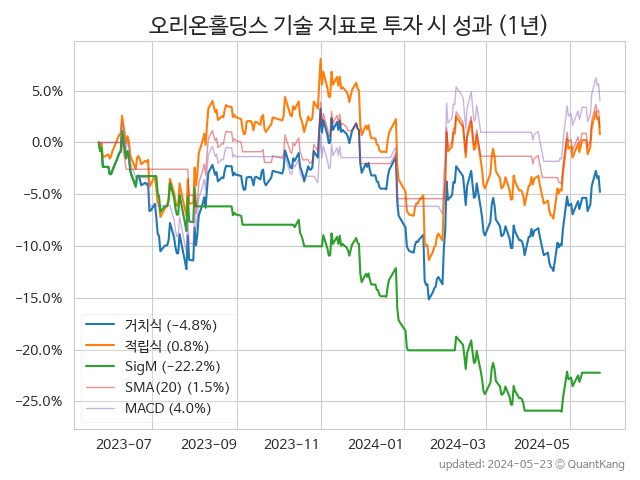 오리온홀딩스 기술 지표로 투자 시 성과 (1년)
5.0%
0.0%
−5.0%
−10.0%
−15.0%
−20.0%
−25.0%
거치식 (−4.8%)
적립식 (0.8%)
SigM (−22.2%)
SMA(20) (1.5%)
MACD (4.0%)
2023−07 2023−09 2023−11 2024−01 2024−03 2024−05
updated: 2024−05−23 © QuantKang